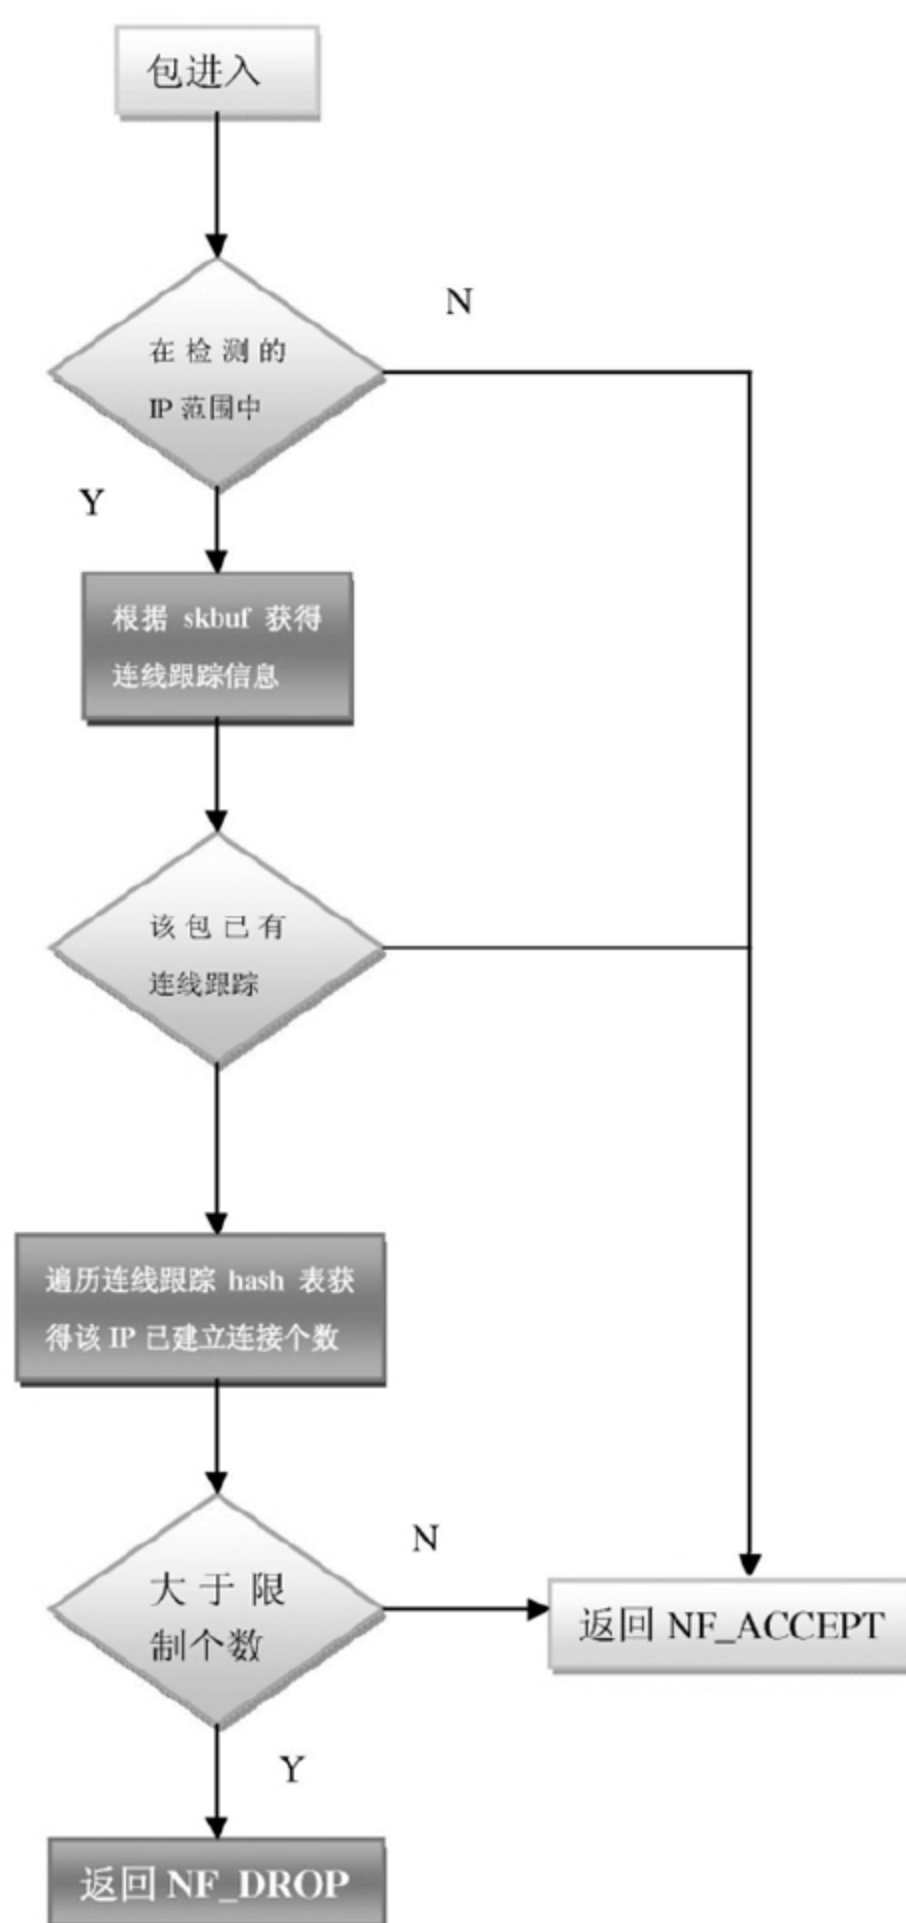 包进入
N
在检测的
IP 范围中
Y
根据 skbuf 获得
连线跟踪信息
该包已有
连线跟踪
遍历连线跟踪 hash 表获
得该 IP 已建立连接个数
N
大于限
制个数
返回 NF_ACCEPT
Y
返回 NF_DROP